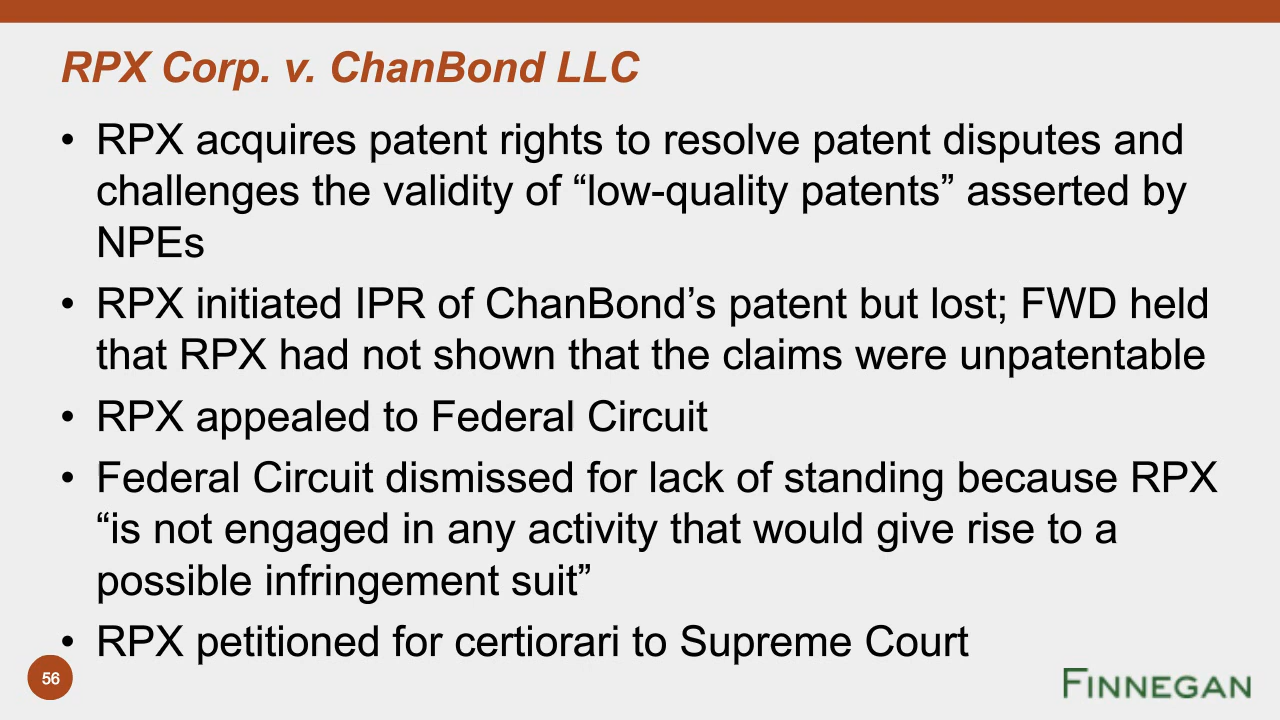 RPX Corp. v. ChanBond LLC
• RPX acquires patent rights to resolve patent disputes and
challenges the validity of “low-quality patents” asserted by
NPEs
• RPX initiated IPR of ChanBond’s patent but lost; FWD held
that RPX had not shown that the claims were unpatentable
• RPX appealed to Federal Circuit
• Federal Circuit dismissed for lack of standing because RPX
“is not engaged in any activity that would give rise to a
possible infringement suit”
• RPX petitioned for certiorari to Supreme Court
56
FINNEGAN